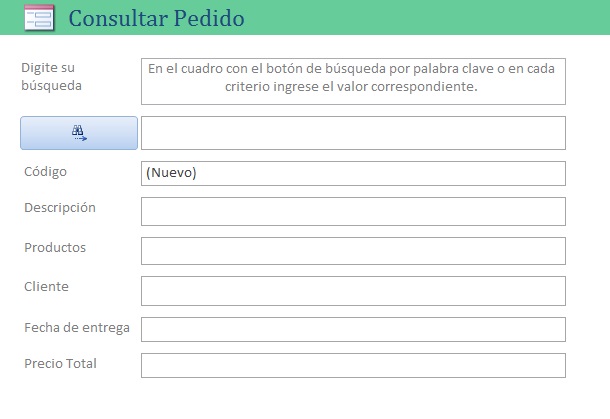 Consultar Pedido
Digite su
búsqueda
En el cuadro con el botón de búsqueda por palabra clave o en cada
criterio ingrese el valor correspondiente.
Código
(Nuevo)
Descripción
Productos
Cliente
Fecha de entrega
Precio Total